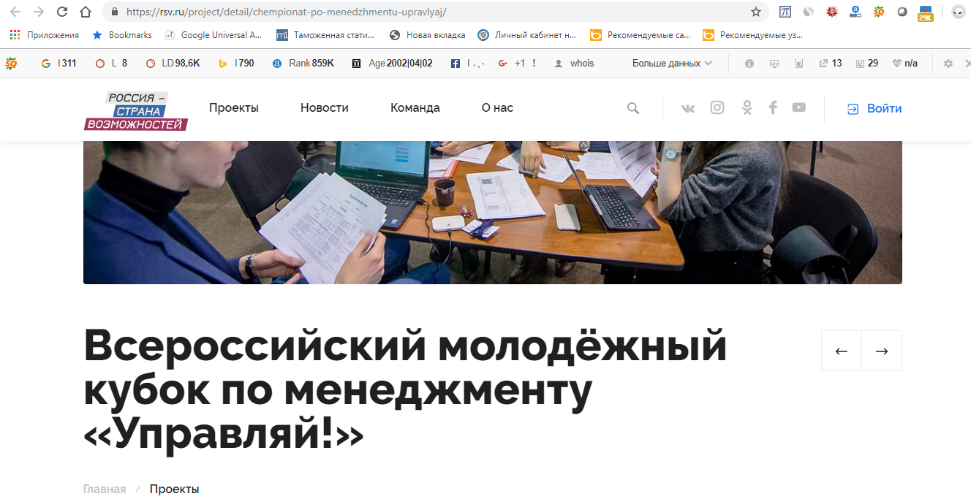 https://rsv.ru/project/detail/chempionat-po-menedzhmentu-upravlyaj/
29K
Приложения Bookmarks Google Universal A... Таможенная стати... Новая вкладка Личный кабинет н... Рекомендуемые са... Рекомендуемые уз...
I 311 L 8 LD 98,6K I 790 Rank 859K Age 2002|04|02 I +1 whois Больше данных 13 29 n/a
РОССИЯ –
СТРАНА
ВОЗМОЖНОСТЕЙ
Проекты Новости Команда О нас Войти
Всероссийский молодёжный
кубок по менеджменту
«Управляй!»
Главная / Проекты